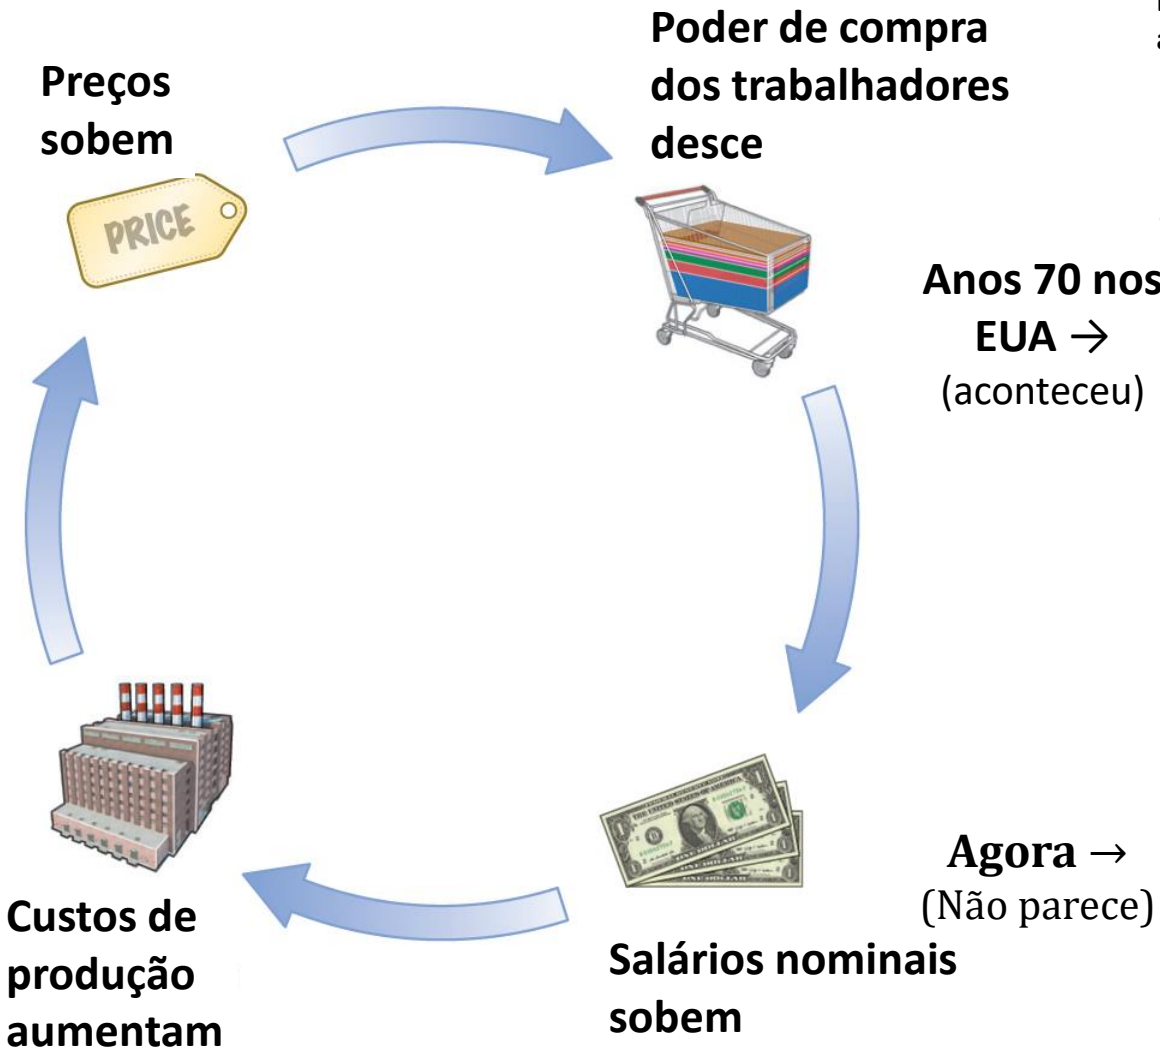 Preços
sobem
Poder de compra
dos trabalhadores
desce
PRICE
Anos 70 nos
EUA →
(aconteceu)
Agora →
(Não parece)
Salários nominais
sobem
Custos de
produção
aumentam